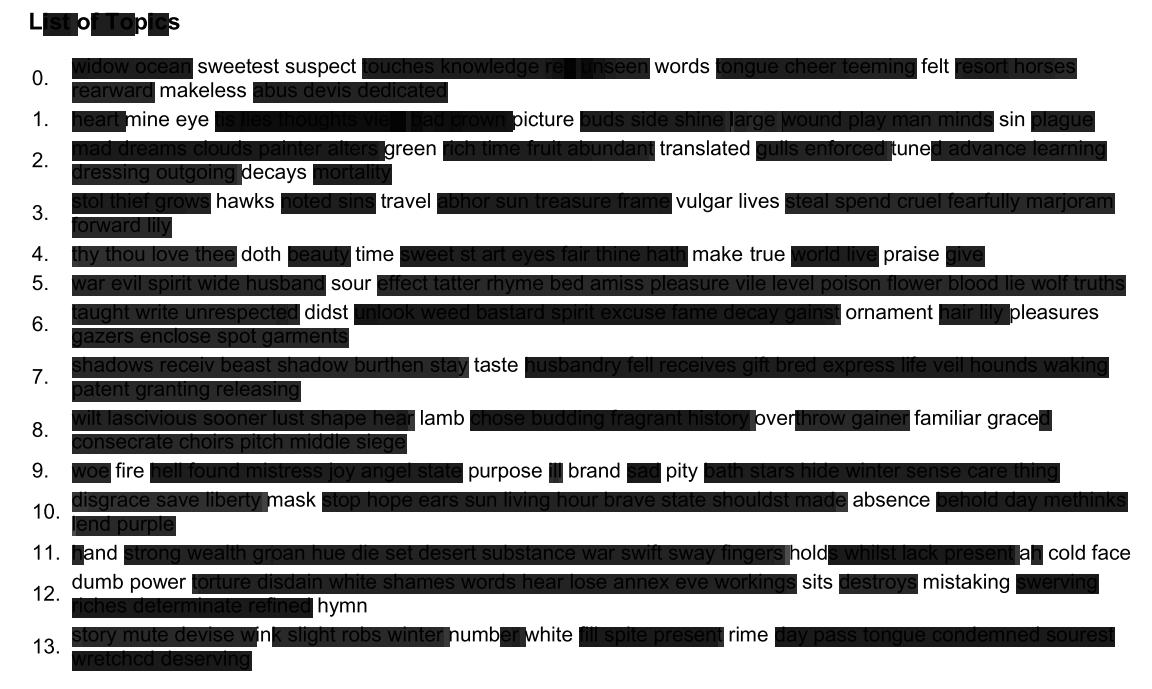 List of Topics
0. widow ocean sweetest suspect touches knowledge unseen words tongue cheer teeming felt resort horses
rearward makeless abus devis dedicated
1. heart mine eye lies thoughts crown picture buds side shine large wound play man minds sin plague
2. mad dreams clouds painter alters green rich time fruit abundant translated gulls enforced tuned advance learning
dressing outgoing decays mortality
3. stol thief grows hawks noted sins travel abhor sun treasure frame vulgar lives steal spend cruel fearfully marjoram
forward lily
4. thy thou love thee doth beauty time sweet st art eyes fair thine hath make true world live praise give
5. war evil spirit wide husband sour effect tatter rhyme bed amiss pleasure vile level poison flower blood lie wolf truths
6. taught write unrespected didst unlook weed bastard spirit excuse fame decay gainst ornament hair lily pleasures
gazers enclose spot garments
7. shadows receiv beast shadow burthen stay taste husbandry fell receives gift bred express life veil hounds waking
patent granting releasing
8. wilt lascivious sooner lust shape hear lamb chose budding fragrant history overthrow gainer familiar graced
consecrate choirs pitch middle siege
9. woe fire hell found mistress joy angel state purpose ill brand sad pity bath stars hide winter sense care thing
10. disgrace save liberty mask stop hope ears sun living hour brave state shouldst made absence behold day methinks
lend purple
11. hand strong wealth groan hue die set desert substance war swift sway fingers holds whilst lack present ah cold face
12. dumb power torture disdain white shames words hear lose annex eve workings sits destroys mistaking swerving
riches determinate refined hymn
13. story mute devise wink slight robs winter number white fill spite present rime day pass tongue condemned sourest
wretched deserving